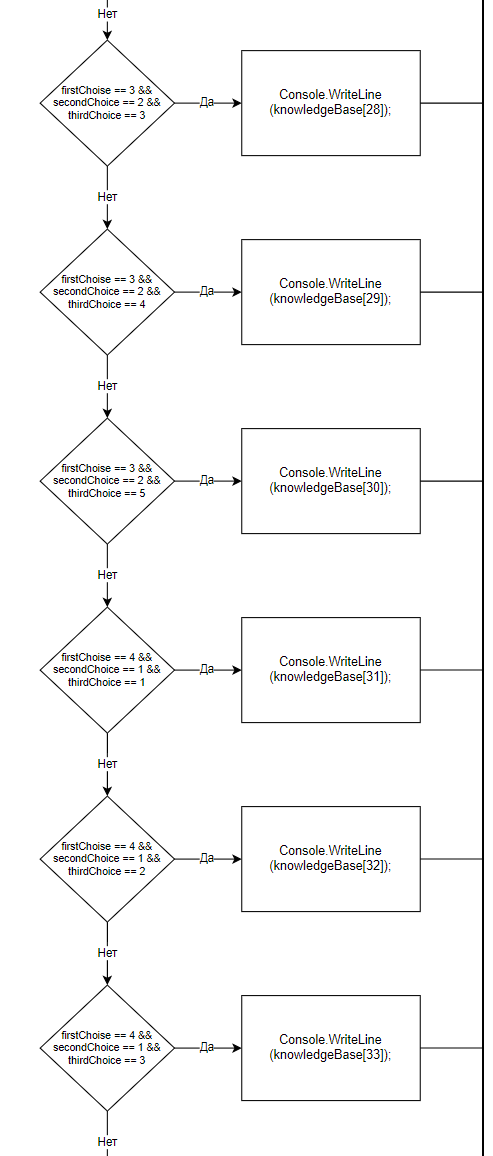 Нет
firstChoise == 3 &&
secondChoice == 2 &&
thirdChoice == 3
Да
Console.WriteLine
(knowledgeBase[28]);
Нет
firstChoise == 3 &&
secondChoice == 2 &&
thirdChoice == 4
Да
Console.WriteLine
(knowledgeBase[29]);
Нет
firstChoise == 3 &&
secondChoice == 2 &&
thirdChoice == 5
Да
Console.WriteLine
(knowledgeBase[30]);
Нет
firstChoise == 4 &&
secondChoice == 1 &&
thirdChoice == 1
Да
Console.WriteLine
(knowledgeBase[31]);
Нет
firstChoise == 4 &&
secondChoice == 1 &&
thirdChoice == 2
Да
Console.WriteLine
(knowledgeBase[32]);
Нет
firstChoise == 4 &&
secondChoice == 1 &&
thirdChoice == 3
Да
Console.WriteLine
(knowledgeBase[33]);
Нет